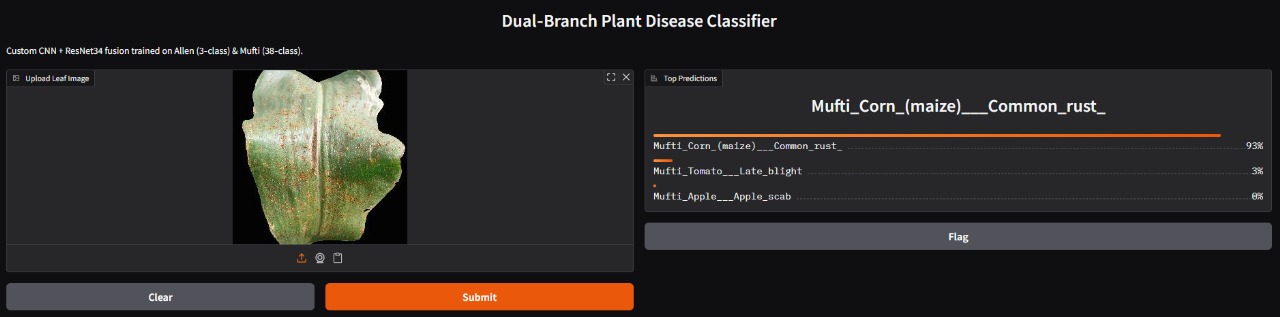 Dual-Branch Plant Disease Classifier
Custom CNN + ResNet34 fusion trained on Allen (3-class) & Mufti (38-class).
Upload Leaf Image
Clear
Submit
Top Predictions
Mufti_Corn_(maize)___Common_rust_
Mufti_Corn_(maize)___Common_rust_ 93%
Mufti_Tomato___Late_blight 3%
Mufti_Apple___Apple_scab 0%
Flag